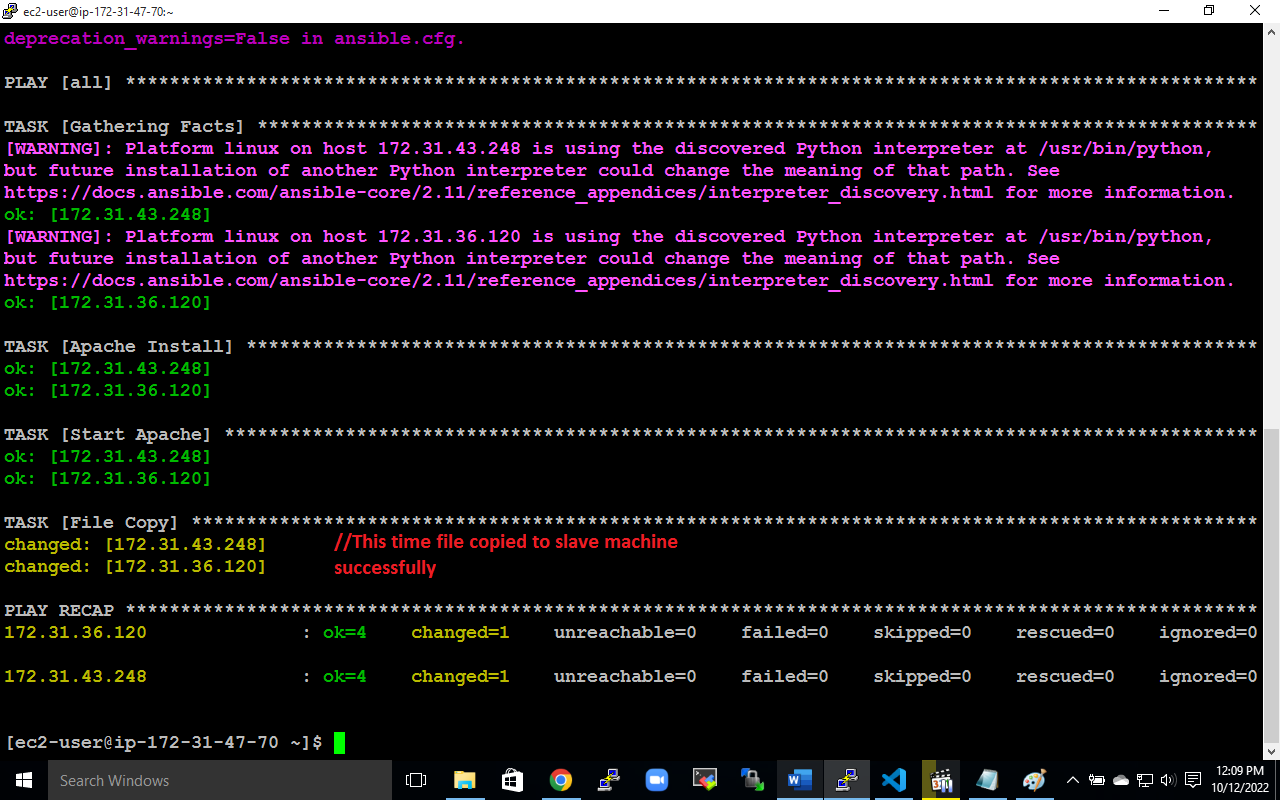 ec2-user@ip-172-31-47-70:~
deprecation_warnings=False in ansible.cfg.
PLAY [all] *******************************************************************************************************
TASK [Gathering Facts] *******************************************************************************************
[WARNING]: Platform linux on host 172.31.43.248 is using the discovered Python interpreter at /usr/bin/python,
but future installation of another Python interpreter could change the meaning of that path. See
https://docs.ansible.com/ansible-core/2.11/reference_appendices/interpreter_discovery.html for more information.
ok: [172.31.43.248]
[WARNING]: Platform linux on host 172.31.36.120 is using the discovered Python interpreter at /usr/bin/python,
but future installation of another Python interpreter could change the meaning of that path. See
https://docs.ansible.com/ansible-core/2.11/reference_appendices/interpreter_discovery.html for more information.
ok: [172.31.36.120]
TASK [Apache Install] ********************************************************************************************
ok: [172.31.43.248]
ok: [172.31.36.120]
TASK [Start Apache] **********************************************************************************************
ok: [172.31.43.248]
ok: [172.31.36.120]
TASK [File Copy] *************************************************************************************************
changed: [172.31.43.248] //This time file copied to slave machine
changed: [172.31.36.120] successfully
PLAY RECAP *******************************************************************************************************
172.31.36.120 : ok=4 changed=1 unreachable=0 failed=0 skipped=0 rescued=0 ignored=0
172.31.43.248 : ok=4 changed=1 unreachable=0 failed=0 skipped=0 rescued=0 ignored=0
[ec2-user@ip-172-31-47-70 ~]$
Search Windows
12:09 PM
10/12/2022